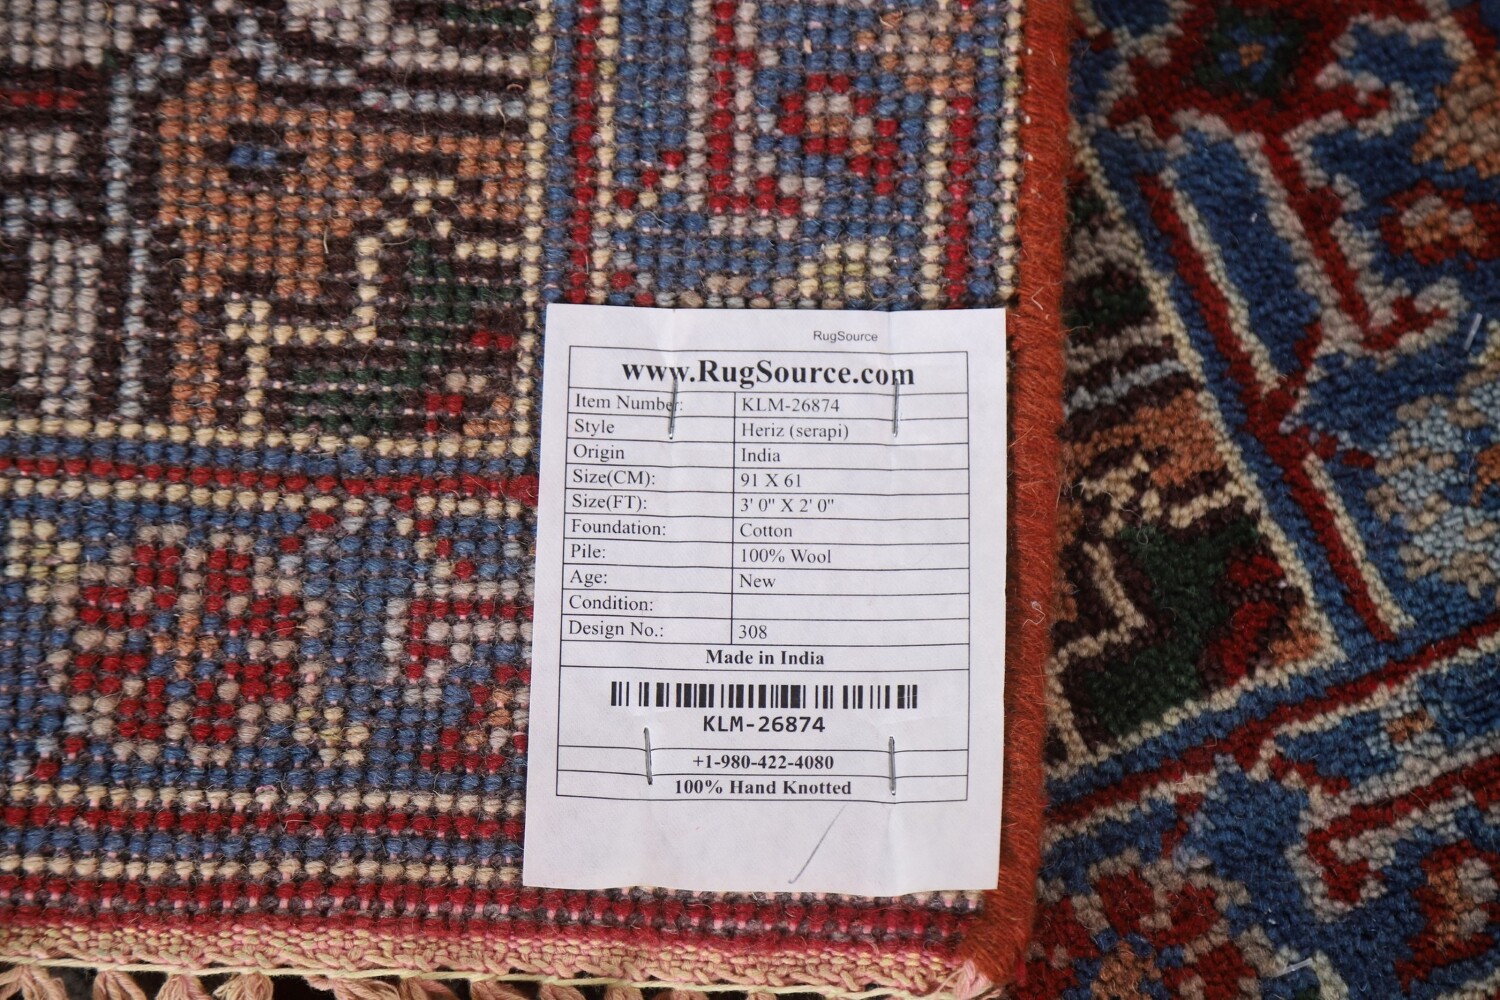 RugSource
www.RugSource.com
Item Number: KLM-26874
Style Heriz (serapi)
Origin India
Size(CM): 91 X 61
Size(FT): 3' 0" X 2' 0"
Foundation: Cotton
Pile: 100% Wool
Age: New
Condition:
Design No.: 308
Made in India
KLM-26874
+1-980-422-4080
100% Hand Knotted